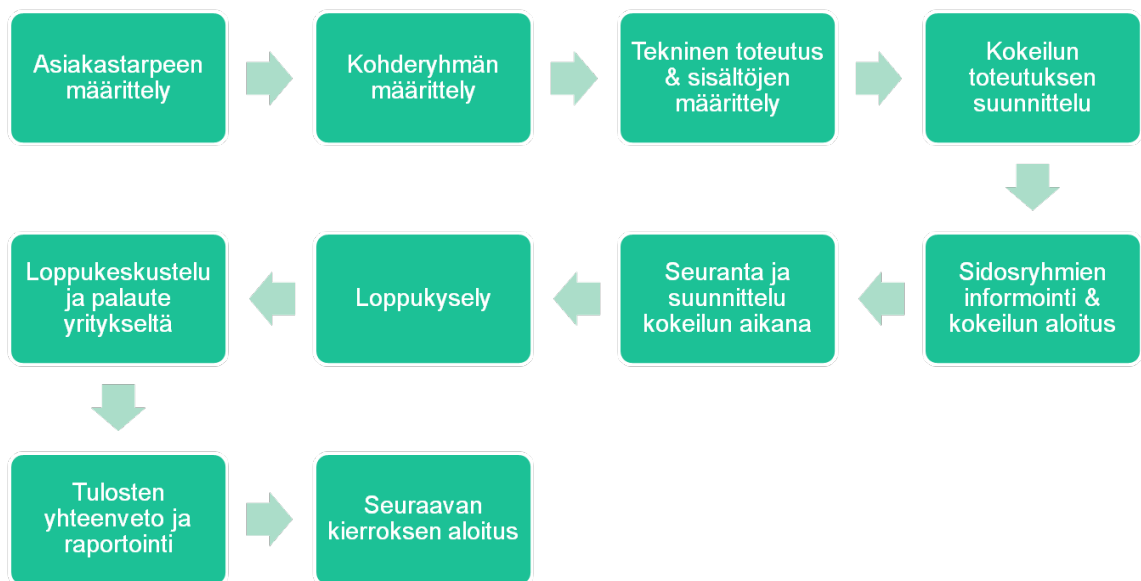 Asiakastarpeen
määrittely
Kohderyhmän
määrittely
Tekninen toteutus
& sisältöjen
määrittely
Kokeilun
toteutuksen
suunnittelu
Sidosryhmien
informointi &
kokeilun aloitus
Seuranta ja
suunnittelu
kokeilun aikana
Loppukysely
Loppukeskustelu
ja palaute
yritykseltä
Tulosten
yhteenveto ja
raportointi
Seuraavan
kierroksen aloitus